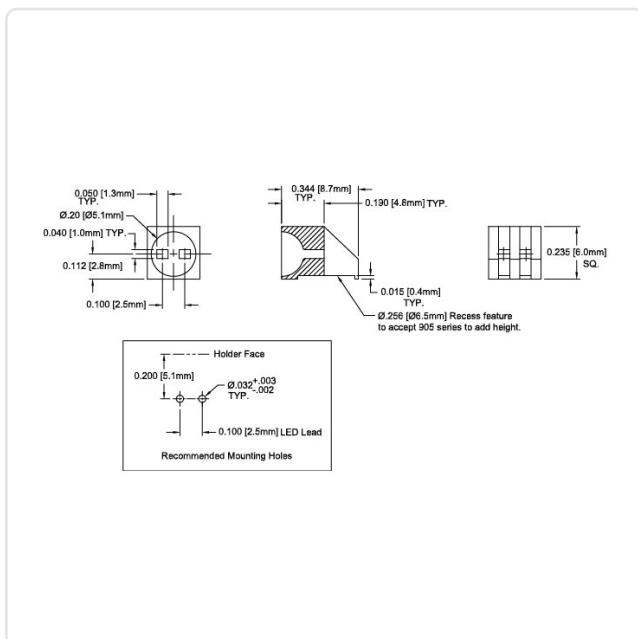 0.050 [1.3mm]
TYP.
Ø.20 [Ø5.1mm]
0.040 [1.0mm] TYP.
0.112 [2.8mm]
0.100 [2.5mm]
0.344 [8.7mm]
TYP.
0.190 [4.8mm] TYP.
0.015 [0.4mm]
TYP.
Ø.256 [Ø6.5mm] Recess feature
to accept 905 series to add height.
0.235 [6.0mm]
SQ.
Holder Face
0.200 [5.1mm]
Ø.032 +.003
-.002
TYP.
0.100 [2.5mm] LED Lead
Recommended Mounting Holes